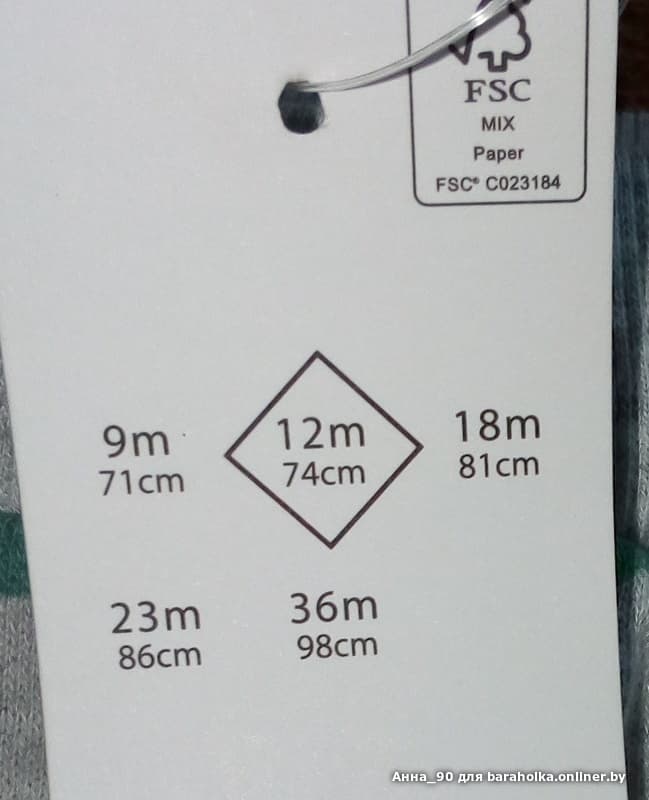 FSC
MIX
Paper
FSC® C023184
9m
71cm
12m
74cm
18m
81cm
23m
86cm
36m
98cm
Анна_90 для baraholka.onliner.by